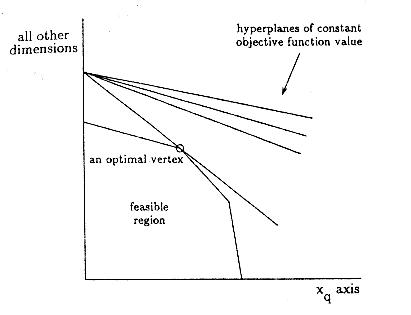 all other
dimensions
hyperplanes of constant
objective function value
an optimal vertex
feasible
region
x_q axis